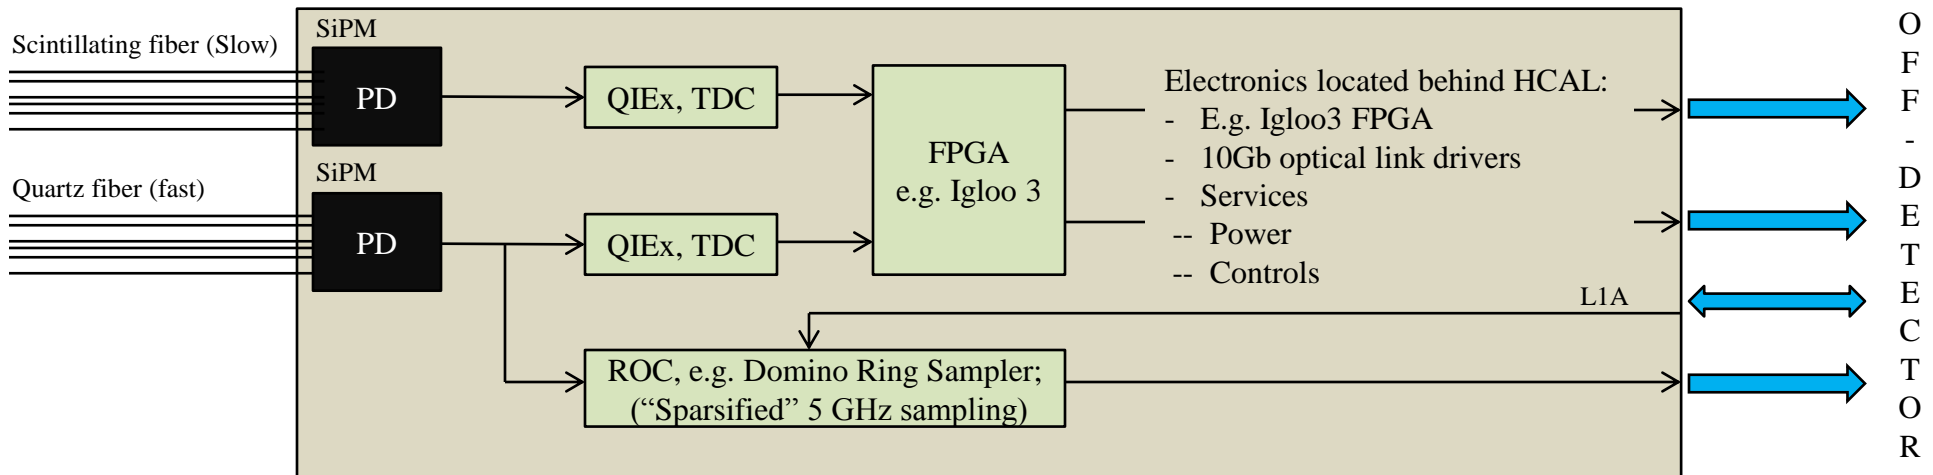 SiPM
Scintillating fiber (Slow)
PD
QIEx, TDC
SiPM
Quartz fiber (fast)
PD
QIEx, TDC
FPGA
e.g. Igloo 3
Electronics located behind HCAL:
- E.g. Igloo3 FPGA
- 10Gb optical link drivers
- Services
-- Power
-- Controls
L1A
ROC, e.g. Domino Ring Sampler;
(“Sparsified” 5 GHz sampling)
O
F
F
-
D
E
T
E
C
T
O
R